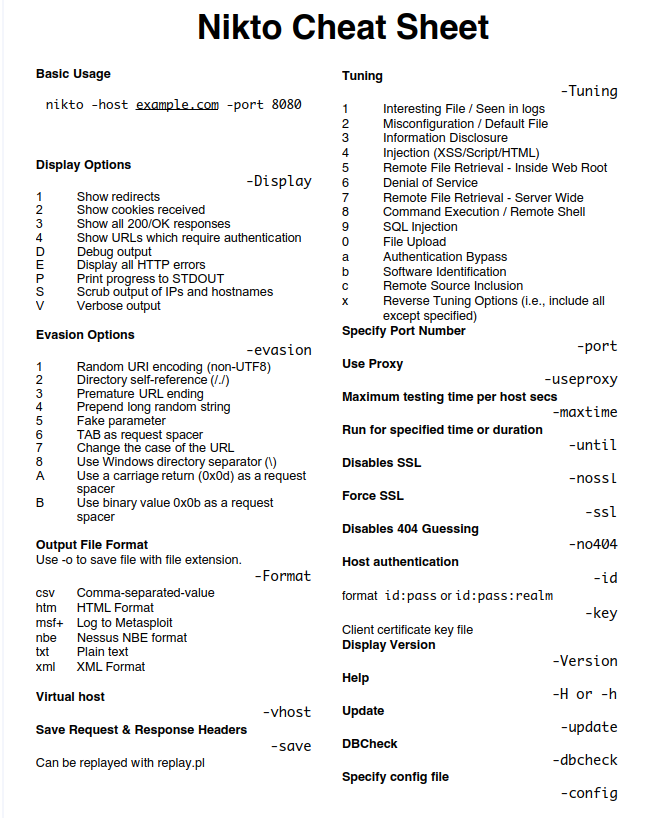 Nikto Cheat Sheet
Basic Usage
nikto -host example.com -port 8080
Display Options
-Display
1 Show redirects
2 Show cookies received
3 Show all 200/OK responses
4 Show URLs which require authentication
D Debug output
E Display all HTTP errors
P Print progress to STDOUT
S Scrub output of IPs and hostnames
V Verbose output
Evasion Options
-evasion
1 Random URI encoding (non-UTF8)
2 Directory self-reference (/./)
3 Premature URL ending
4 Prepend long random string
5 Fake parameter
6 TAB as request spacer
7 Change the case of the URL
8 Use Windows directory separator (\)
A Use a carriage return (0x0d) as a request
spacer
B Use binary value 0x0b as a request
spacer
Output File Format
Use -o to save file with file extension.
-Format
csv Comma-separated-value
htm HTML Format
msf+ Log to Metasploit
nbe Nessus NBE format
txt Plain text
xml XML Format
Virtual host
-vhost
Save Request & Response Headers
-save
Can be replayed with replay.pl
Tuning
-Tuning
1 Interesting File / Seen in logs
2 Misconfiguration / Default File
3 Information Disclosure
4 Injection (XSS/Script/HTML)
5 Remote File Retrieval - Inside Web Root
6 Denial of Service
7 Remote File Retrieval - Server Wide
8 Command Execution / Remote Shell
9 SQL Injection
0 File Upload
a Authentication Bypass
b Software Identification
c Remote Source Inclusion
x Reverse Tuning Options (i.e., include all
except specified)
Specify Port Number
-port
Use Proxy
-useproxy
Maximum testing time per host secs
-maxtime
Run for specified time or duration
-until
Disables SSL
-nossl
Force SSL
-ssl
Disables 404 Guessing
-no404
Host authentication
-id
format id:pass or id:pass:realm
-key
Client certificate key file
Display Version
-Version
Help
-H or -h
Update
-update
DBCheck
-dbcheck
Specify config file
-config